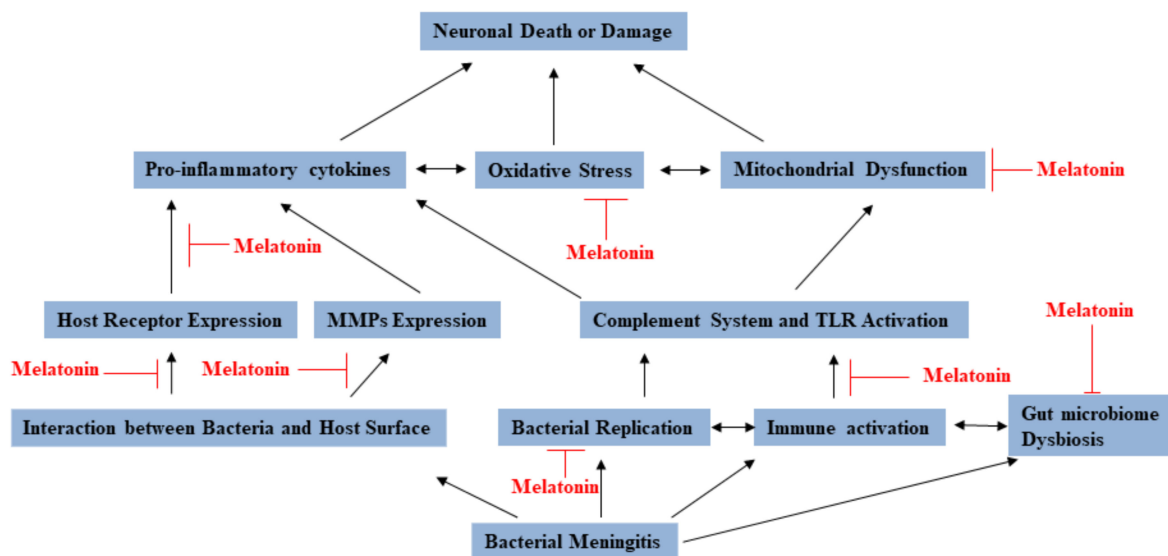 Neuronal Death or Damage
Pro-inflammatory cytokines
Oxidative Stress
Mitochondrial Dysfunction
Melatonin
Melatonin
Melatonin
Host Receptor Expression
MMPs Expression
Complement System and TLR Activation
Melatonin
Melatonin
Melatonin
Melatonin
Interaction between Bacteria and Host Surface
Bacterial Replication
Immune activation
Gut microbiome
Dysbiosis
Melatonin
Bacterial Meningitis